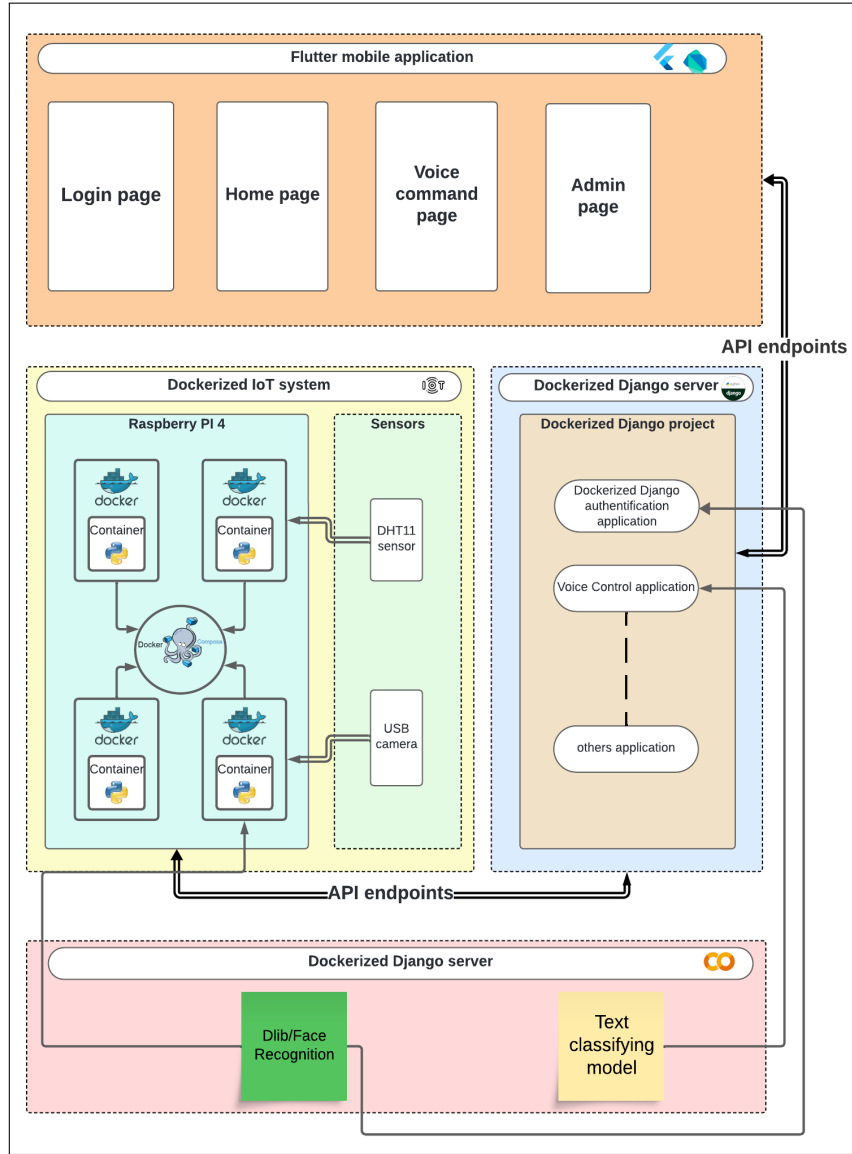 Flutter mobile application
Login page
Home page
Voice
command
page
Admin
page
API endpoints
Dockerized IoT system
IOT
Raspberry PI 4
Sensors
docker
Container
docker
Container
DHT11
sensor
Docker
Compose
docker
Container
docker
Container
USB
camera
Dockerized Django server
django
Dockerized Django project
Dockerized Django
authentification
application
Voice Control application
others application
API endpoints
Dockerized Django server
Dlib/Face
Recognition
Text
classifying
model